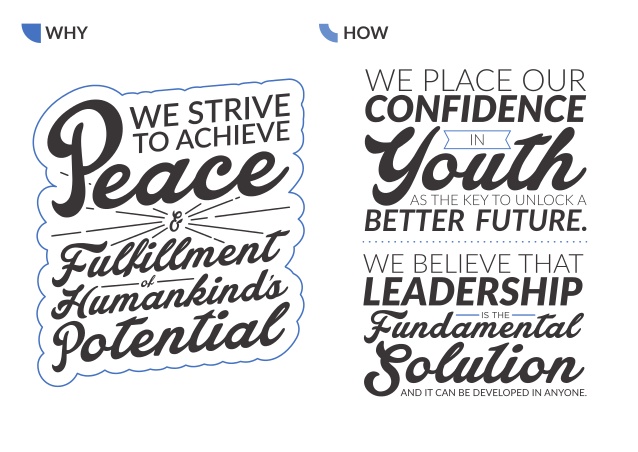 WHY
WE STRIVE
TO ACHIEVE
Peace
&
Fulfillment
of
Humankind's
Potential
HOW
WE PLACE OUR
CONFIDENCE
IN
Youth
AS THE KEY TO UNLOCK A
BETTER FUTURE.
WE BELIEVE THAT
LEADERSHIP
IS THE
Fundamental
Solution
AND IT CAN BE DEVELOPED IN ANYONE.